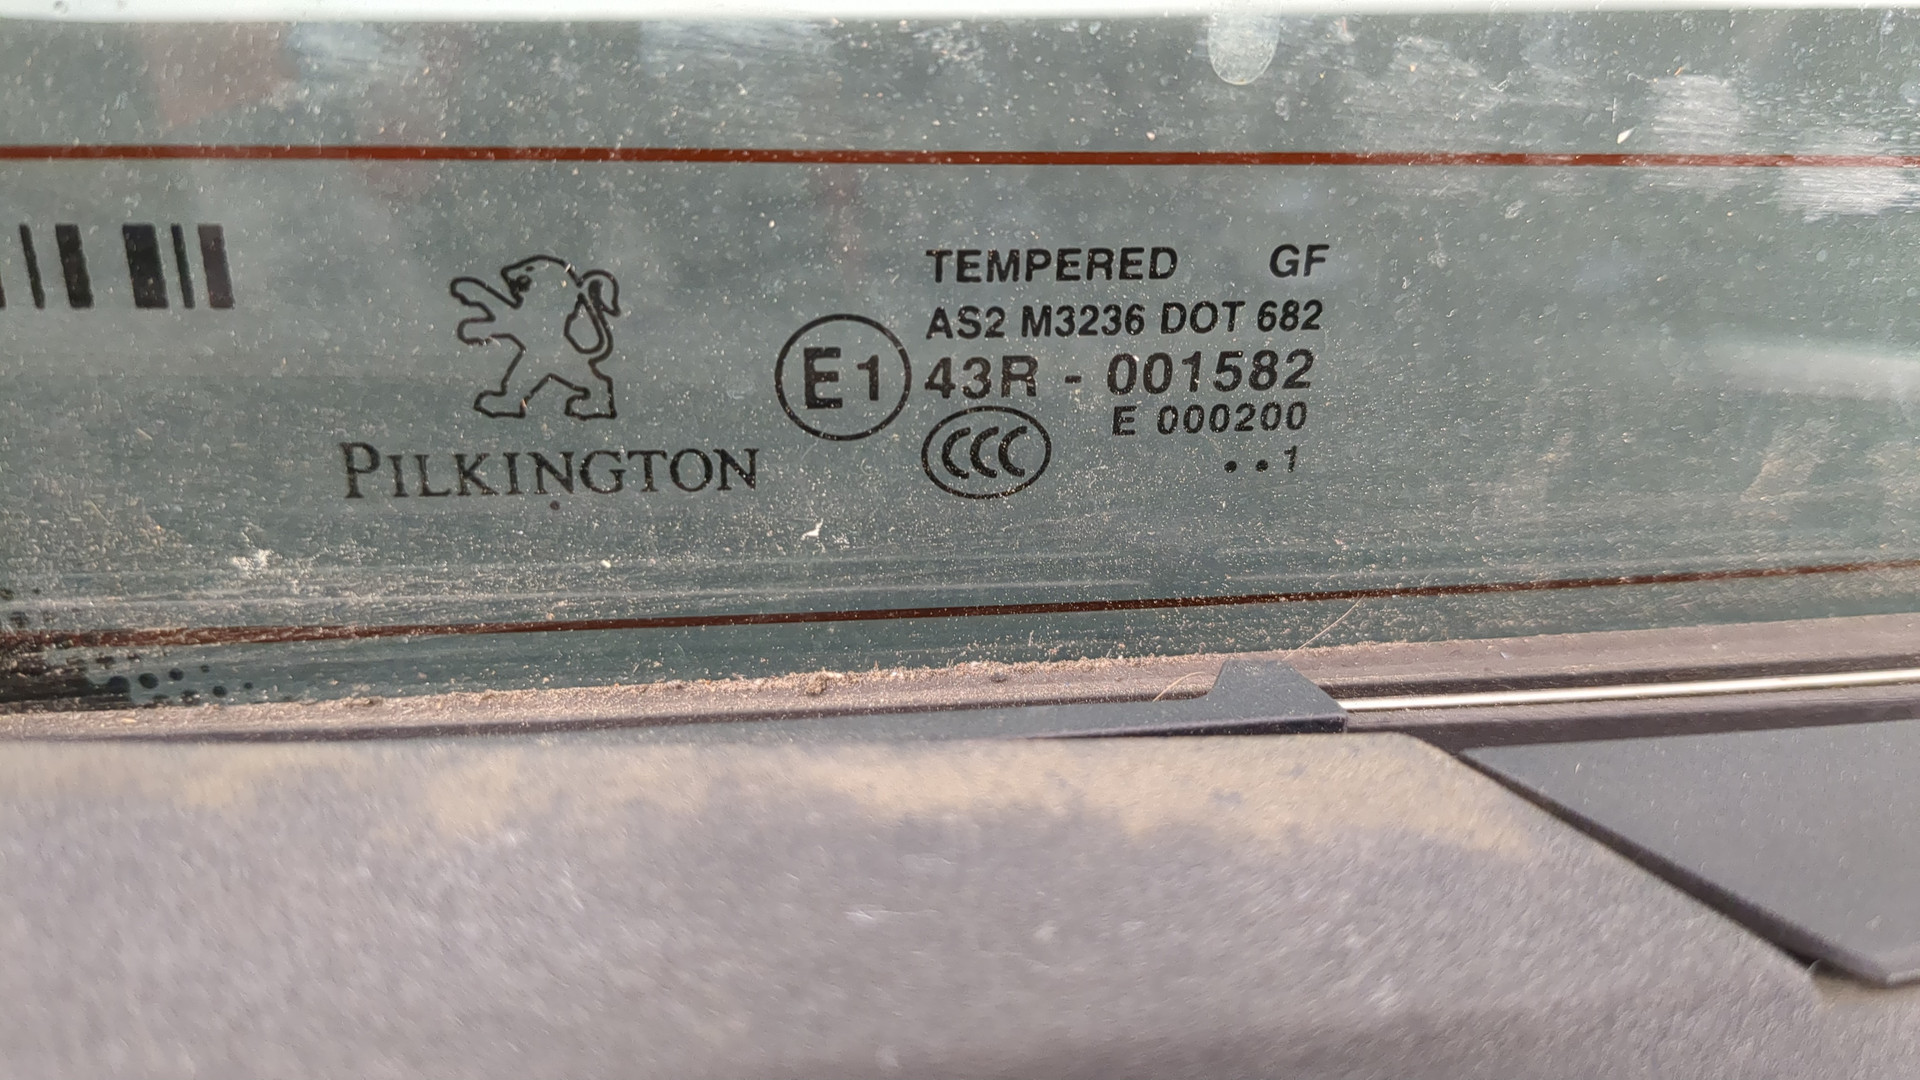 TEMPERED GF
AS2 M3236 DOT 682
E1 43R - 001582
E 000200
CCC
..1
PILKINGTON